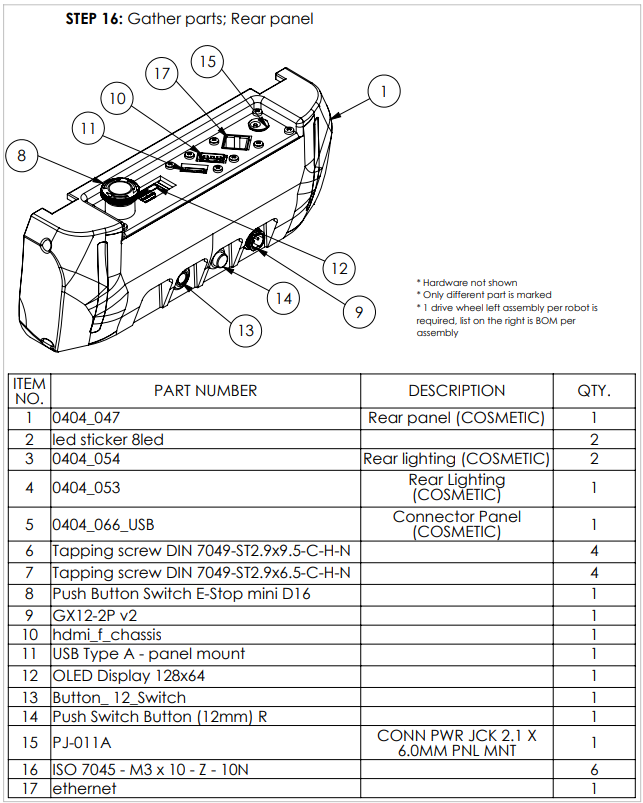 STEP 16: Gather parts; Rear panel
15
17
1
10
11
8
12
14
9
13
* Hardware not shown
* Only different part is marked
* 1 drive wheel left assembly per robot is
required, list on the right is BOM per
assembly
ITEM NO. PART NUMBER DESCRIPTION QTY.
1 0404_047 Rear panel (COSMETIC) 1
2 led sticker 8led 2
3 0404_054 Rear lighting (COSMETIC) 2
4 0404_053 Rear Lighting (COSMETIC) 1
5 0404_066_USB Connector Panel (COSMETIC) 1
6 Tapping screw DIN 7049-ST2.9x9.5-C-H-N 4
7 Tapping screw DIN 7049-ST2.9x6.5-C-H-N 4
8 Push Button Switch E-Stop mini D16 1
9 GX12-2P v2 1
10 hdmi_f_chassis 1
11 USB Type A - panel mount 1
12 OLED Display 128x64 1
13 Button_ 12_Switch 1
14 Push Switch Button (12mm) R 1
15 PJ-011A CONN PWR JCK 2.1 X 6.0MM PNL MNT 1
16 ISO 7045 - M3 x 10 - Z - 10N 6
17 ethernet 1